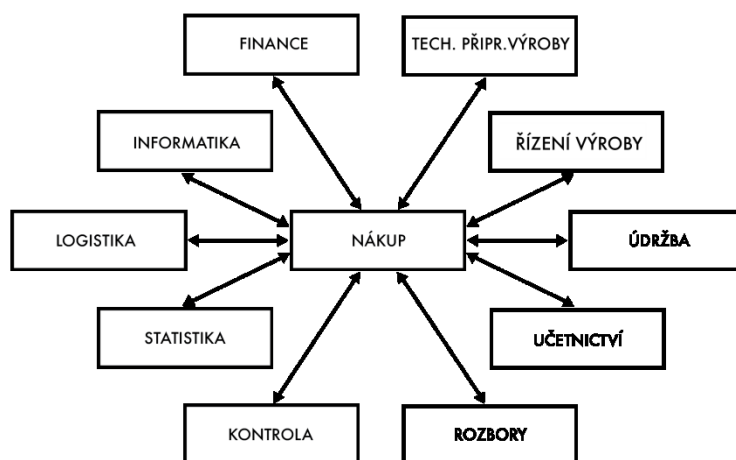 FINANCE
TECH. PŘIPR.VÝROBY
INFORMATIKA
ŘÍZENÍ VÝROBY
LOGISTIKA
NÁKUP
ÚDRŽBA
STATISTIKA
UČETNICTVÍ
KONTROLA
ROZBORY